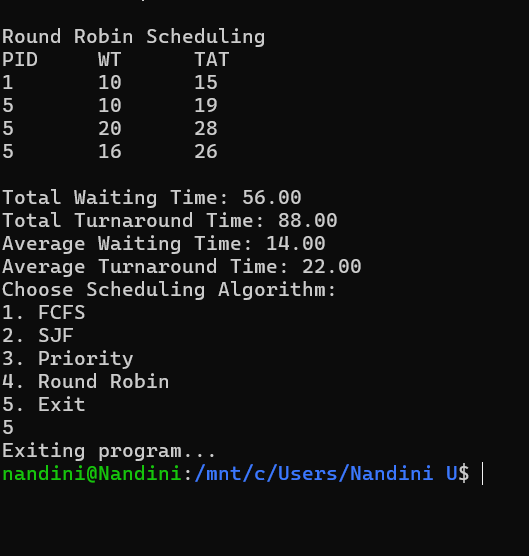 Round Robin Scheduling
PID WT TAT
1 10 15
5 10 19
5 20 28
5 16 26
Total Waiting Time: 56.00
Total Turnaround Time: 88.00
Average Waiting Time: 14.00
Average Turnaround Time: 22.00
Choose Scheduling Algorithm:
1. FCFS
2. SJF
3. Priority
4. Round Robin
5. Exit
5
Exiting program...
nandini@Nandini:/mnt/c/Users/Nandini U$